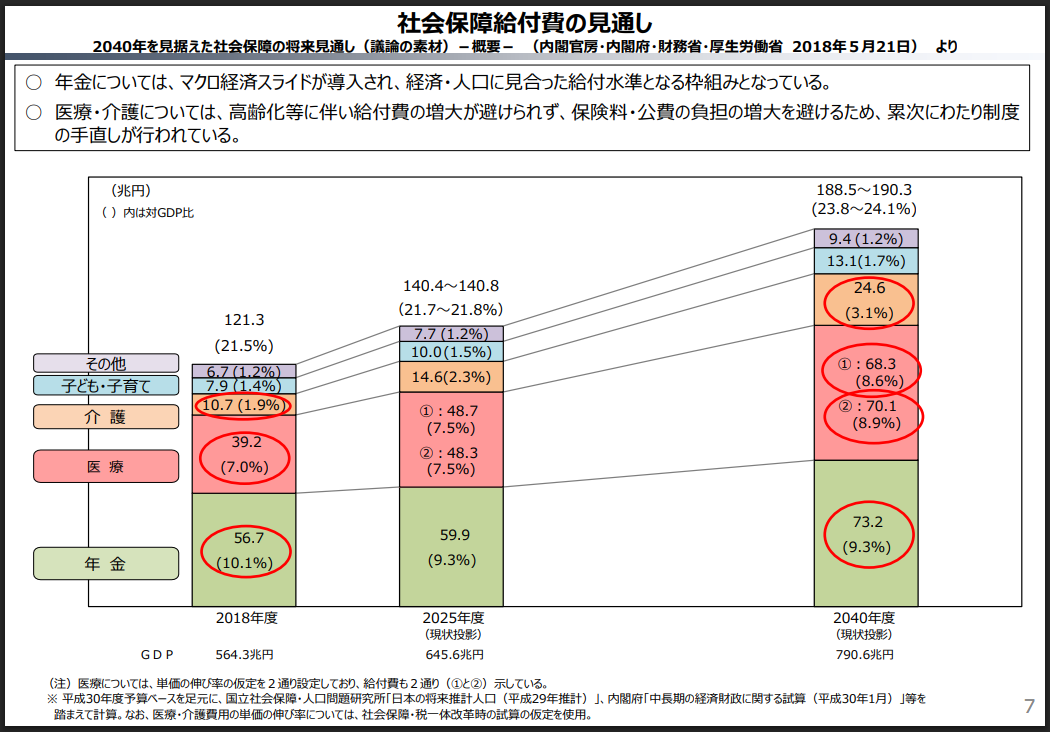 社会保障給付費の見通し
2040年を見据えた社会保障の将来見通し（議論の素材）－概要－　（内閣官房・内閣府・財務省・厚生労働省 2018年５月21日）　より
○　年金については、マクロ経済スライドが導入され、経済・人口に見合った給付水準となる枠組みとなっている。
○　医療・介護については、高齢化等に伴い給付費の増大が避けられず、保険料・公費の負担の増大を避けるため、累次にわたり制度
の手直しが行われている。
（兆円）
（ ）内は対GDP比
188.5～190.3
(23.8～24.1%)
9.4 (1.2%)
13.1(1.7%)
24.6
(3.1%)
①：68.3
(8.6%)
②：70.1
(8.9%)
73.2
(9.3%)
140.4～140.8
(21.7～21.8%)
7.7 (1.2%)
10.0 (1.5%)
14.6(2.3%)
①：48.7
(7.5%)
②：48.3
(7.5%)
59.9
(9.3%)
121.3
(21.5%)
6.7 (1.2%)
7.9 (1.4%)
10.7 (1.9%)
39.2
(7.0%)
56.7
(10.1%)
その他
子ども・子育て
介 護
医 療
年 金
2018年度
2025年度
（現状投影）
2040年度
（現状投影）
ＧＤＰ
564.3兆円
645.6兆円
790.6兆円
（注）医療については、単価の伸び率の仮定を２通り設定しており、給付費も２通り（①と②）示している。
※ 平成30年度予算ベースを足元に、国立社会保障・人口問題研究所「日本の将来推計人口（平成29年推計）」、内閣府「中長期の経済財政に関する試算（平成30年1月）」等を
踏まえて計算。なお、医療・介護費用の単価の伸び率については、社会保障・税一体改革時の試算の仮定を使用。
7